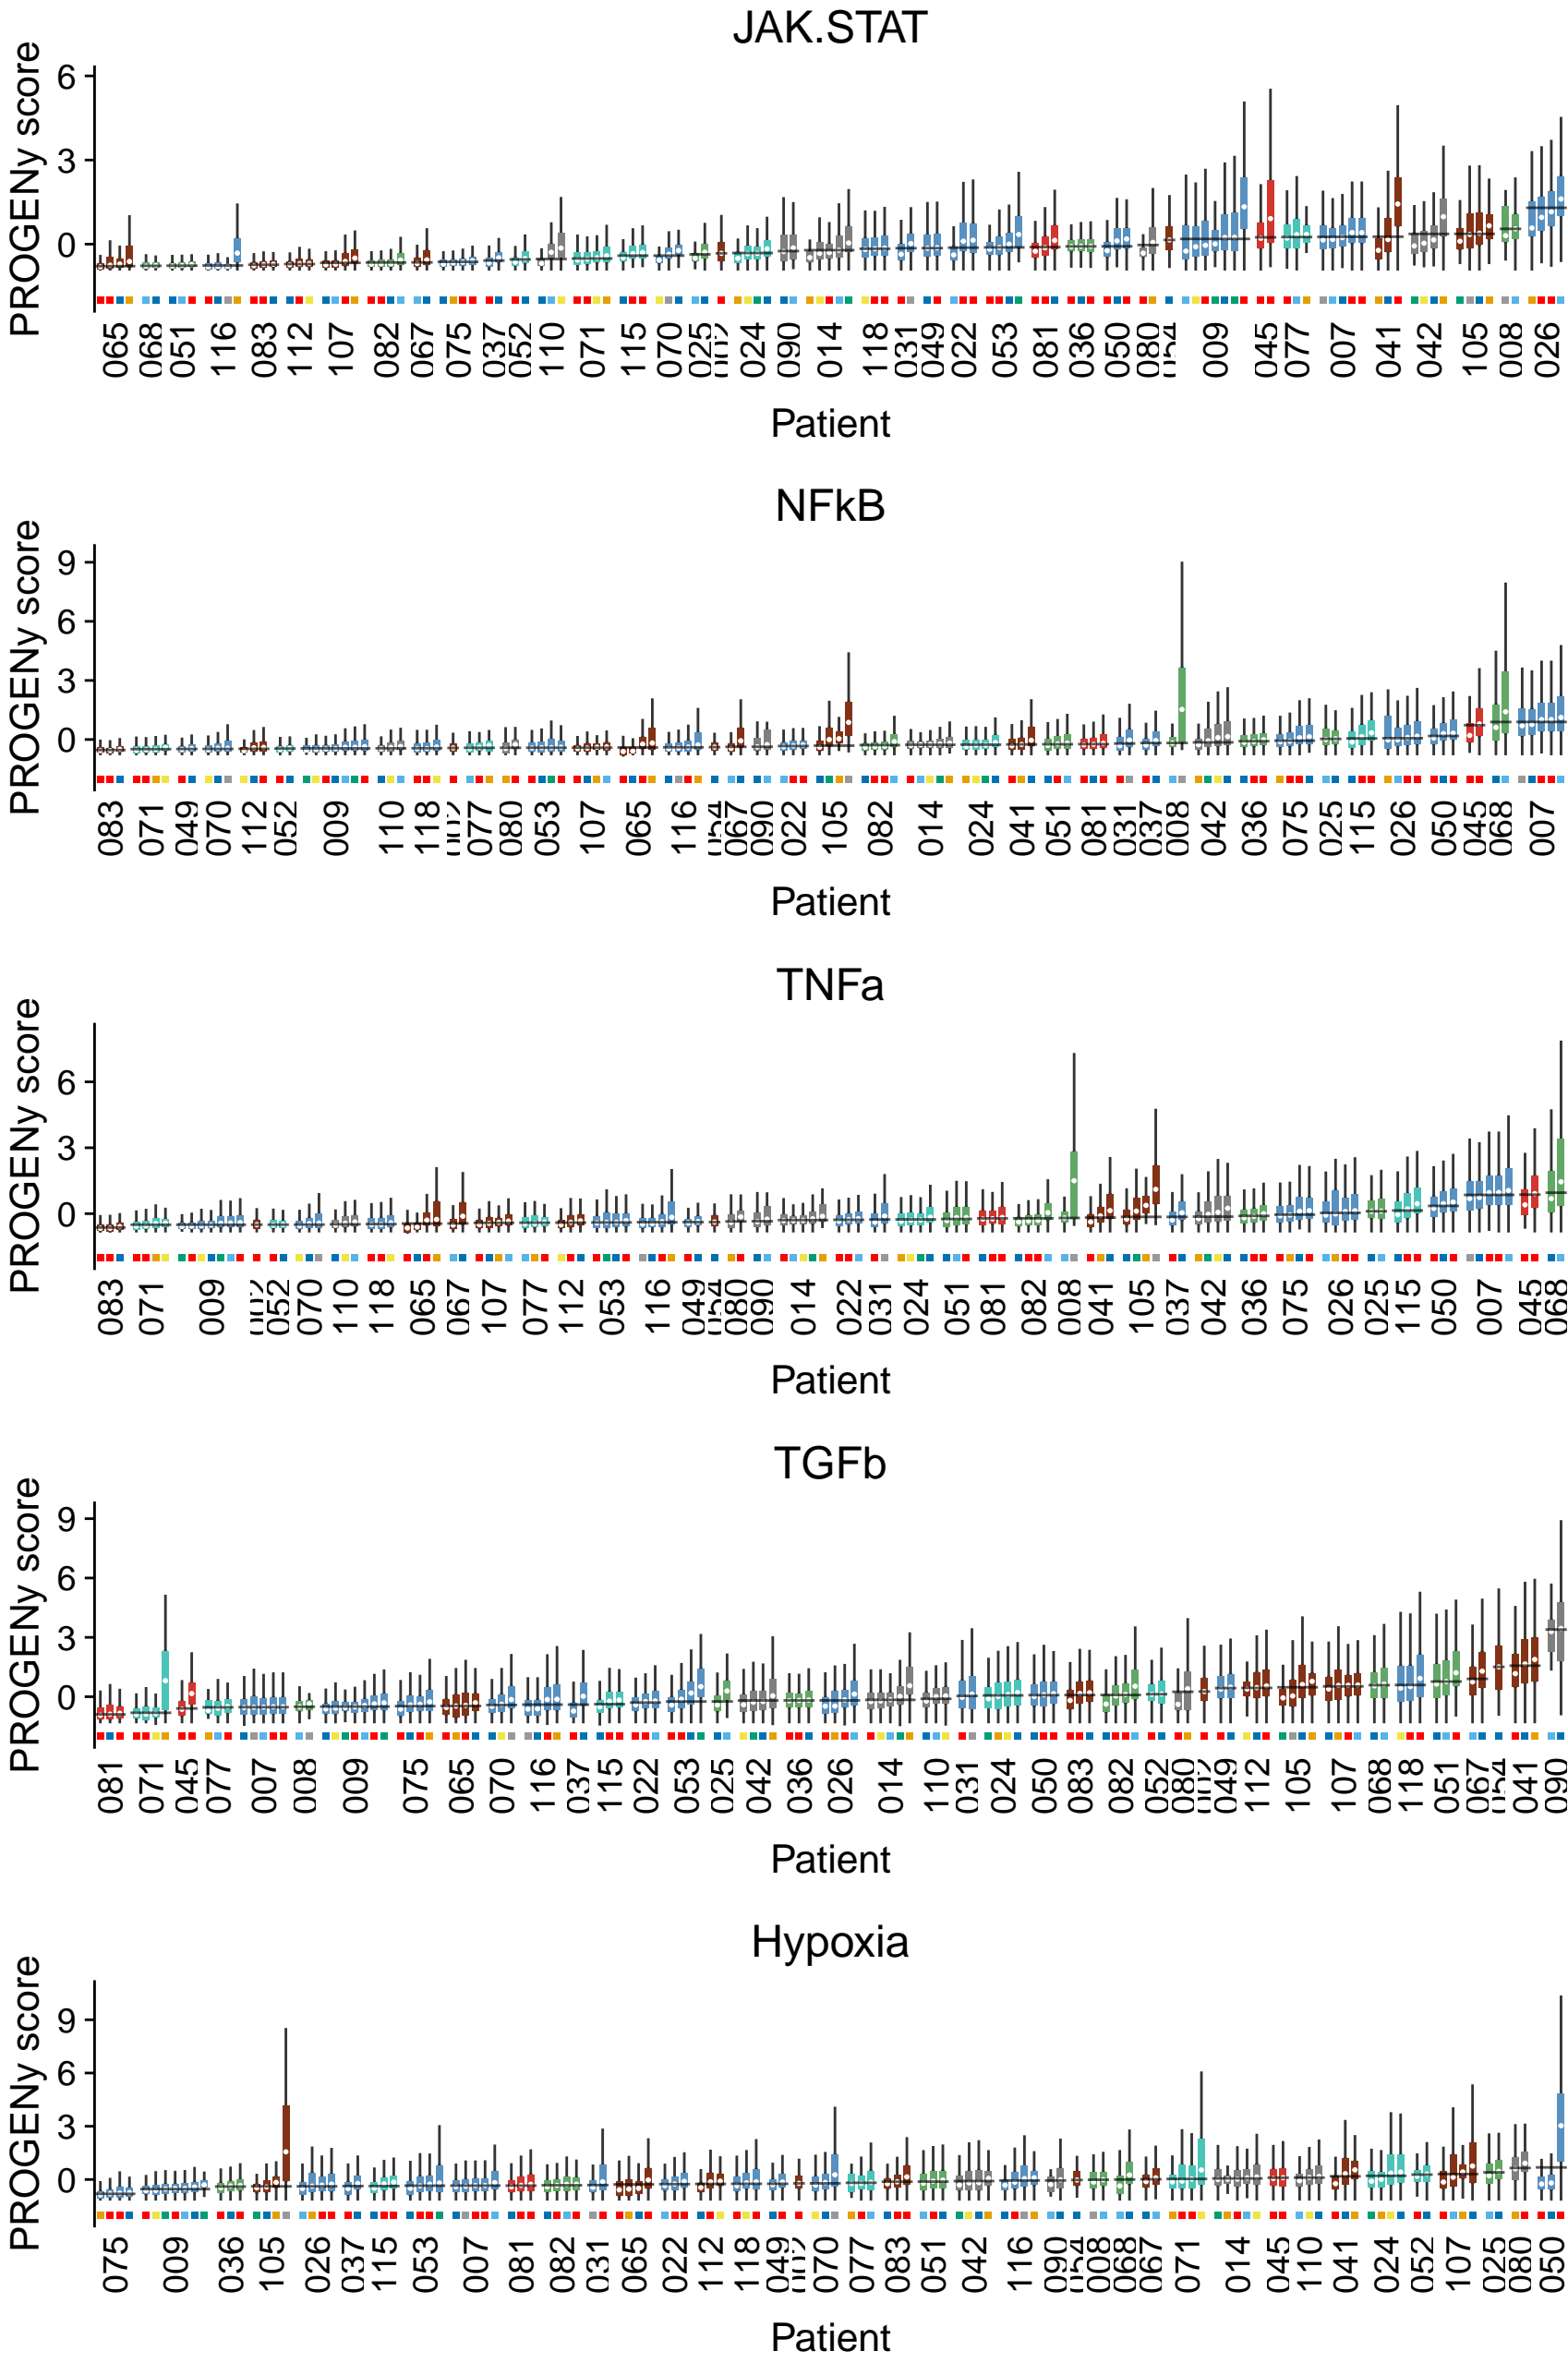 JAK.STAT
PROGENy score
6
3
0
065 068 051 116 083 112 107 082 067 075 037 052 110 071 115 070 025 002 024 090 014 118 031 049 022 053 081 036 050 080 054 009 045 077 007 041 042 105 008 026
Patient
NFkB
PROGENy score
9
6
3
0
083 071 049 070 112 052 009 110 118 002 077 080 053 107 065 116 054 067 090 022 105 082 014 024 041 051 081 031 037 008 042 036 075 025 115 026 050 045 068 007
Patient
TNFa
PROGENy score
6
3
0
083 071 009 002 052 070 110 118 065 067 107 077 112 053 116 049 054 080 090 014 022 031 024 051 081 082 008 041 105 037 042 036 075 026 025 115 050 007 045 068
Patient
TGFb
PROGENy score
9
6
3
0
081 071 045 077 007 008 009 075 065 070 116 037 115 022 053 025 042 036 026 014 110 031 024 050 083 082 052 080 002 049 112 105 107 068 118 051 067 054 041 090
Patient
Hypoxia
PROGENy score
9
6
3
0
075 009 036 105 026 037 115 053 007 081 082 031 065 022 112 118 049 002 070 077 083 051 042 116 090 054 008 068 067 071 014 045 110 041 024 052 107 025 080 050
Patient